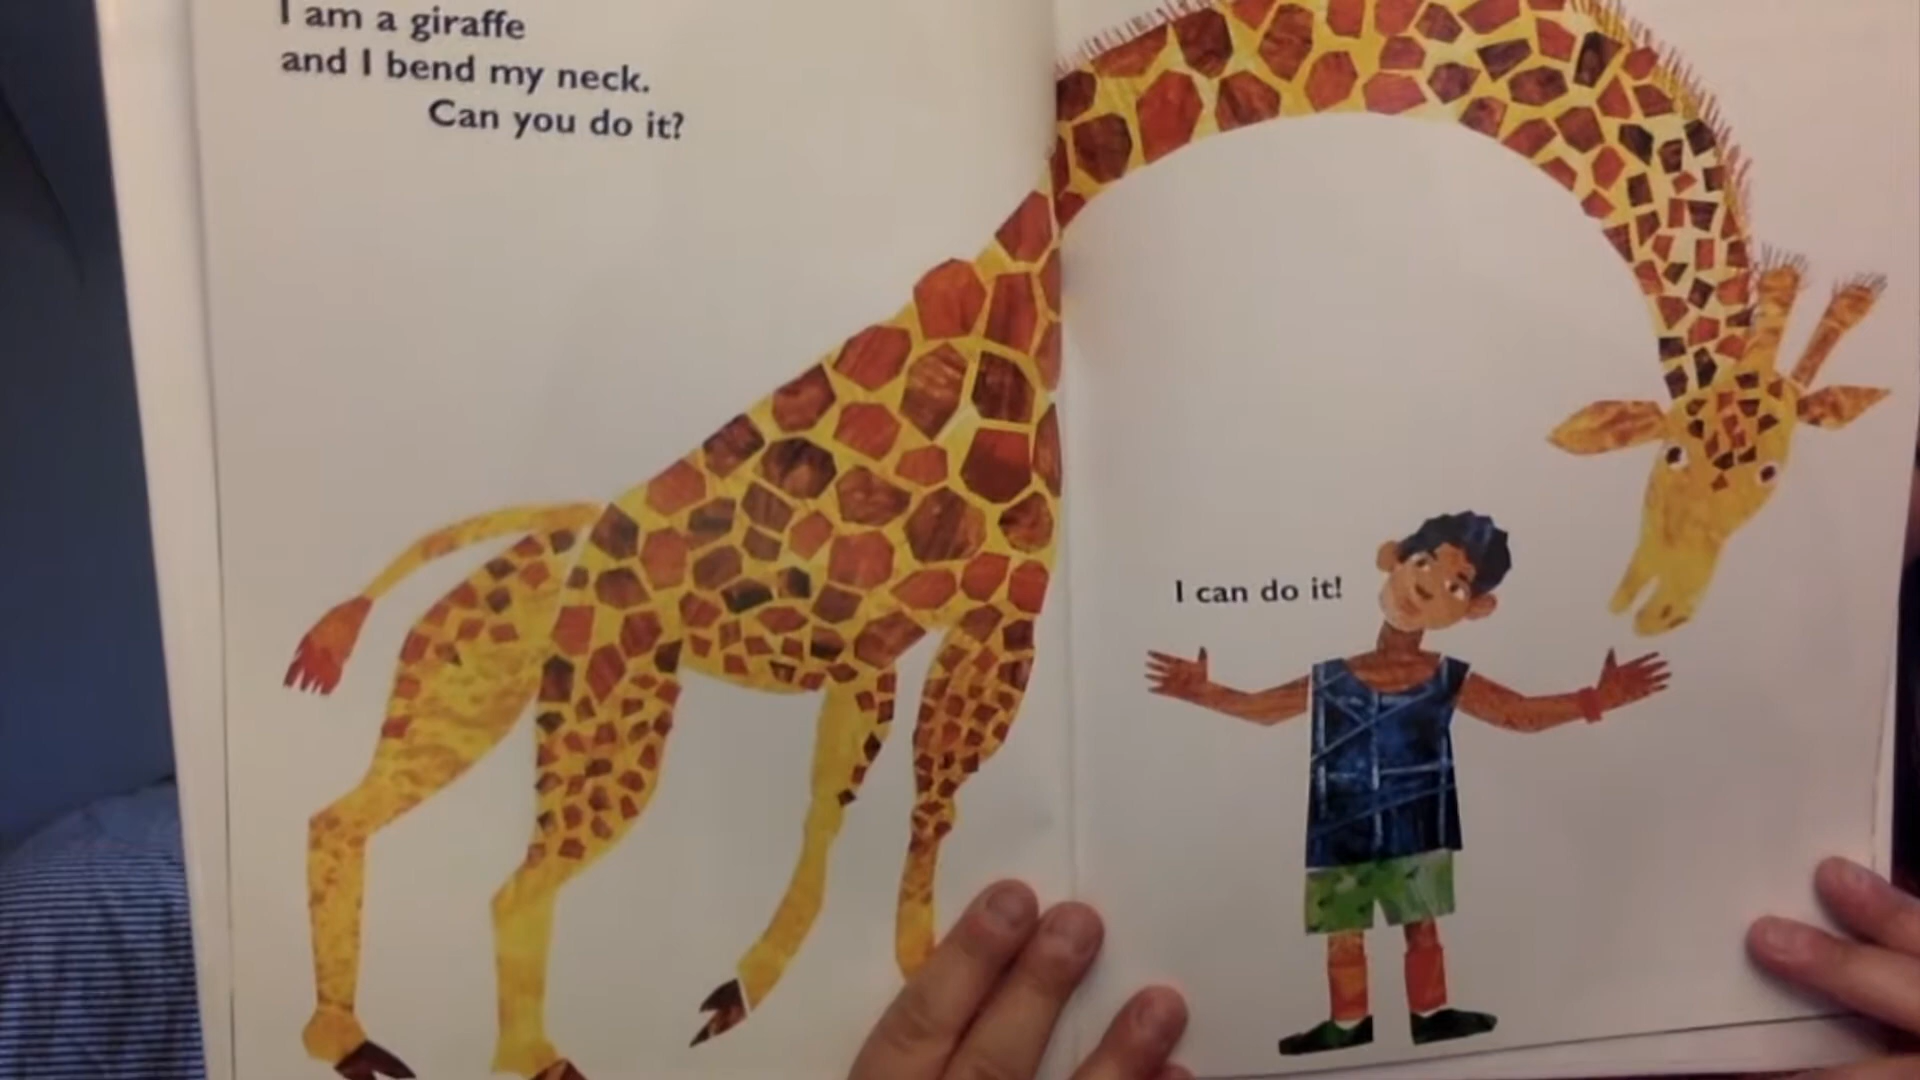 I am a giraffe
and I bend my neck.
Can you do it?
I can do it!